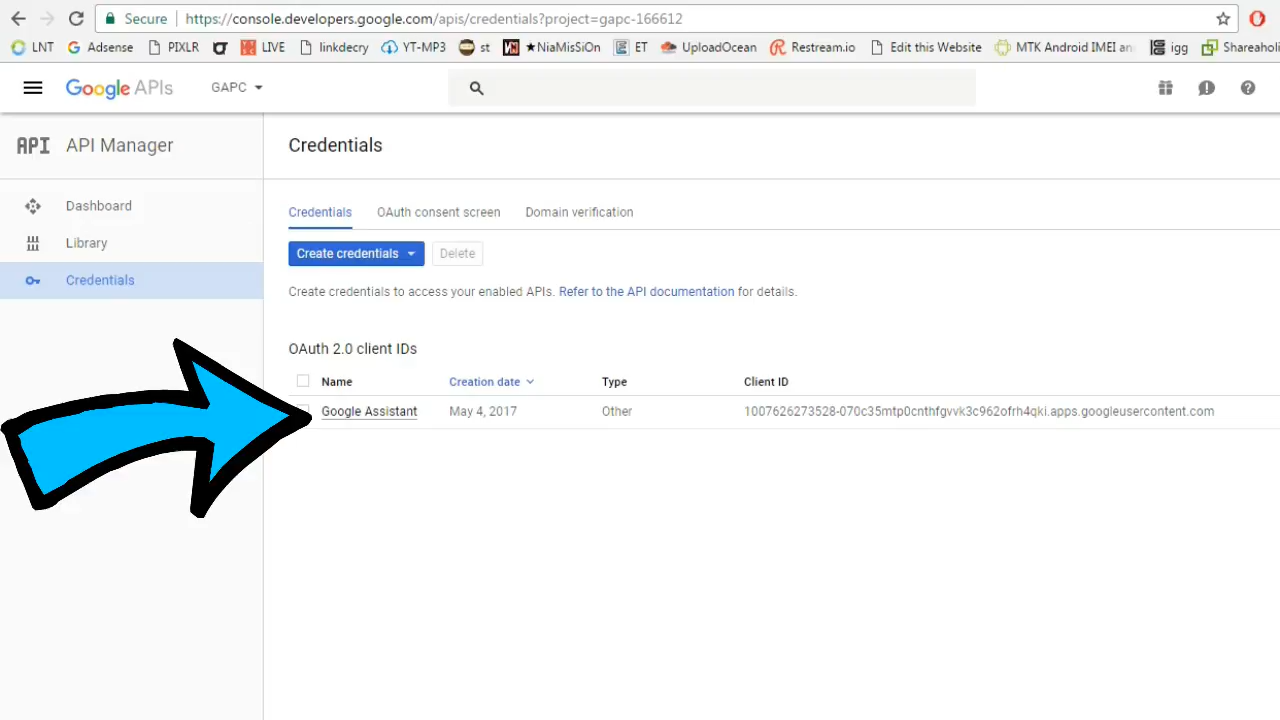 Secure https://console.developers.google.com/apis/credentials?project=gapc-166612
LNT Adsense PIXLR LIVE linkdecry YT-MP3 st ★NiaMisSiOn ET UploadOcean Restream.io Edit this Website MTK Android IMEI an igg Shareaholi
Google APIs GAPC
API API Manager Credentials
Dashboard
Library
Credentials
Credentials OAuth consent screen Domain verification
Create credentials Delete
Create credentials to access your enabled APIs. Refer to the API documentation for details.
OAuth 2.0 client IDs
Name Creation date Type Client ID
Google Assistant May 4, 2017 Other 1007626273528-070c35mtp0cnthfgvvk3c962ofrh4qki.apps.googleusercontent.com